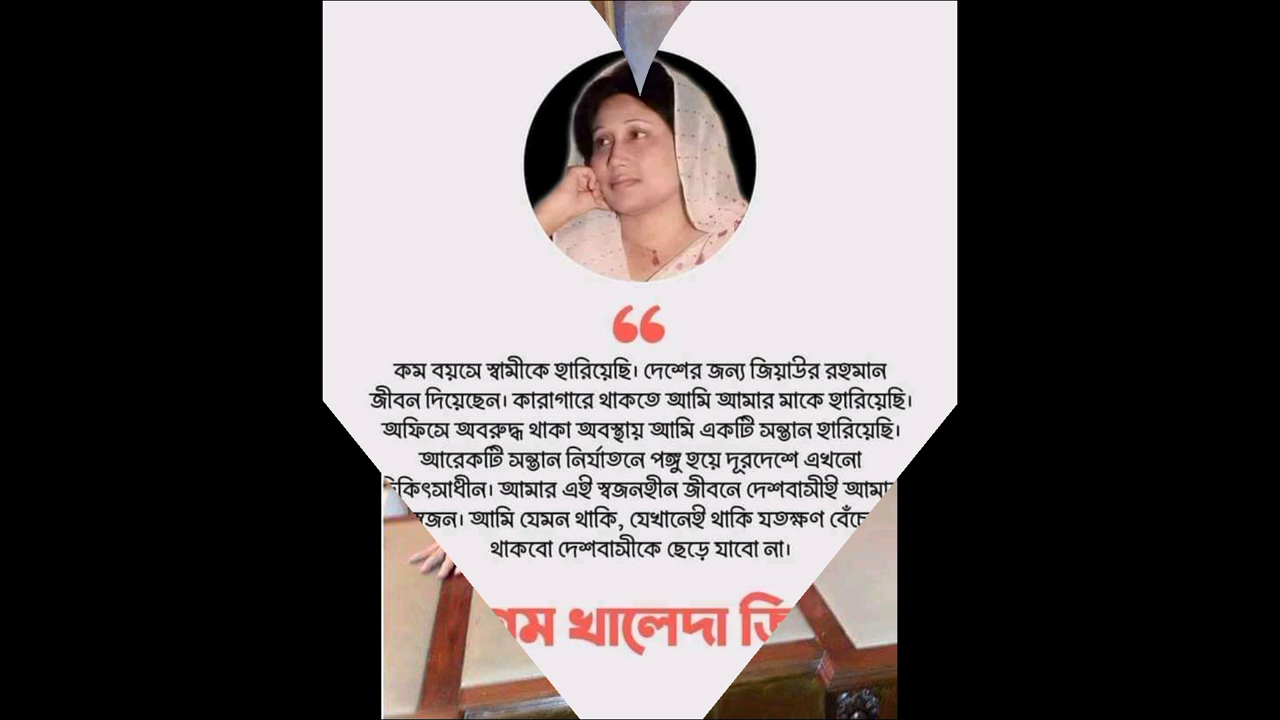 কম বয়সে স্বামীকে হারিয়েছি। দেশের জন্য জিয়াউর রহমান
জীবন দিয়েছেন। কারাগারে থাকতে আমি আমার মাকে হারিয়েছি।
অফিসে অবরুদ্ধ থাকা অবস্থায় আমি একটি সন্তান হারিয়েছি।
আরেকটি সন্তান নির্যাতনে পঙ্গু হয়ে দূরদেশে এখনো
চিকিৎসাধীন। আমার এই স্বজনহীন জীবনে দেশবাসীই আমার
স্বজন। আমি যেমন থাকি, যেখানেই থাকি যতক্ষণ বেঁচে
থাকবো দেশবাসীকে ছেড়ে যাবো না।
খালেদা